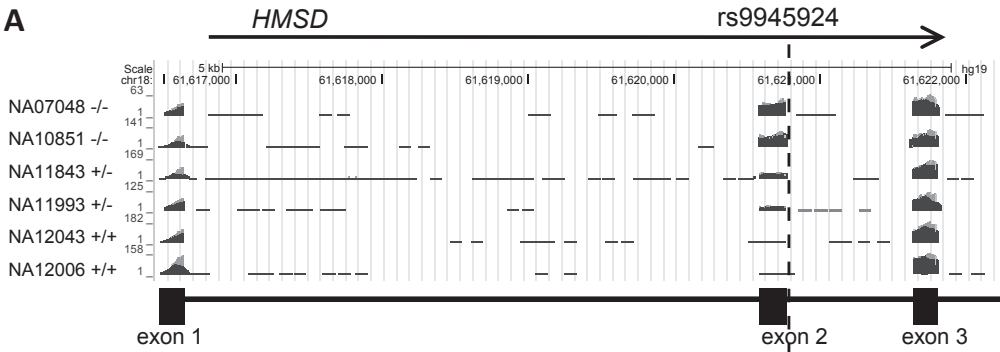 A
HMSD
rs9945924
Scale
5 kb
hg19
chr18:
61,617,000
61,618,000
61,619,000
61,620,000
61,621,000
61,622,000
63
NA07048 -/-
1
141
NA10851 -/-
1
169
NA11843 +/-
1
125
NA11993 +/-
1
182
NA12043 +/+
1
158
NA12006 +/+
1
exon 1
exon 2
exon 3